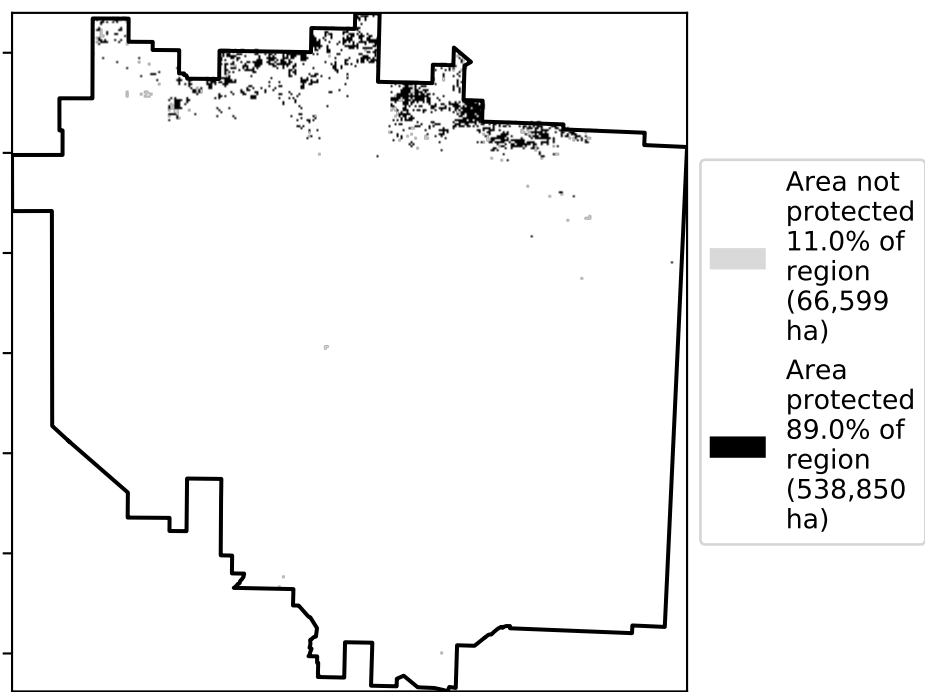 Area not
protected
11.0% of
region
(66,599
ha)
Area
protected
89.0% of
region
(538,850
ha)